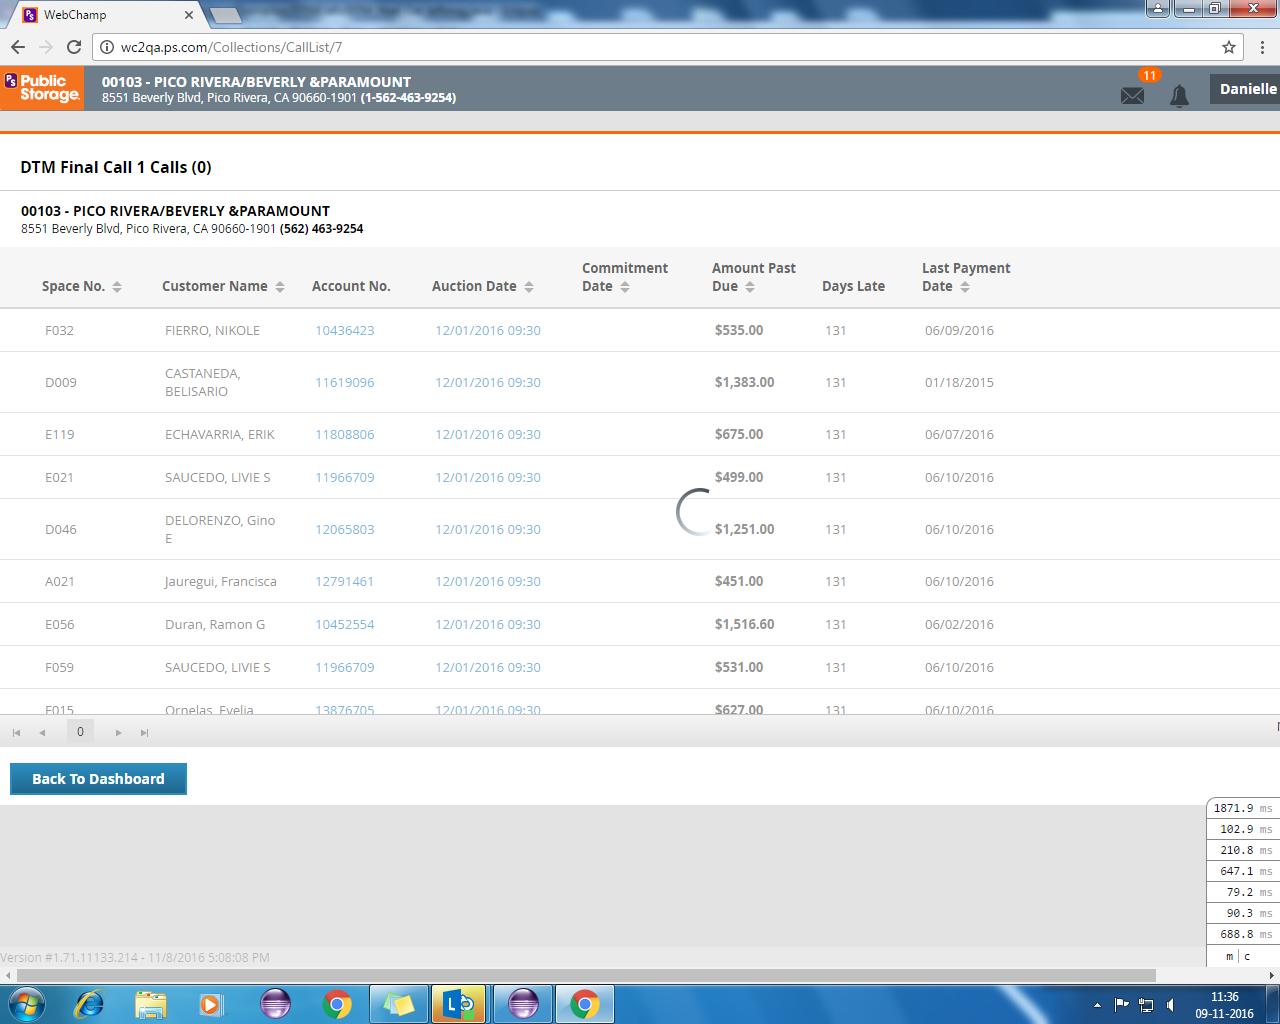 WebChamp
wc2qa.ps.com/Collections/CallList/7
PS Public Storage.
00103 - PICO RIVERA/BEVERLY &PARAMOUNT
8551 Beverly Blvd, Pico Rivera, CA 90660-1901 (1-562-463-9254)
11
Danielle
DTM Final Call 1 Calls (0)
00103 - PICO RIVERA/BEVERLY &PARAMOUNT
8551 Beverly Blvd, Pico Rivera, CA 90660-1901 (562) 463-9254
Space No. Customer Name Account No. Auction Date Commitment Date Amount Past Due Days Late Last Payment Date
F032 FIERRO, NIKOLE 10436423 12/01/2016 09:30 $535.00 131 06/09/2016
D009 CASTANEDA, BELISARIO 11619096 12/01/2016 09:30 $1,383.00 131 01/18/2015
E119 ECHAVARRIA, ERIK 11808806 12/01/2016 09:30 $675.00 131 06/07/2016
E021 SAUCEDO, LIVIE S 11966709 12/01/2016 09:30 $499.00 131 06/10/2016
D046 DELORENZO, Gino E 12065803 12/01/2016 09:30 $1,251.00 131 06/10/2016
A021 Jauregui, Francisca 12791461 12/01/2016 09:30 $451.00 131 06/10/2016
E056 Duran, Ramon G 10452554 12/01/2016 09:30 $1,516.60 131 06/02/2016
F059 SAUCEDO, LIVIE S 11966709 12/01/2016 09:30 $531.00 131 06/10/2016
Ornelas, Evelia 13876705 12/01/2016 09:30 $627.00 131 06/10/2016
0
Back To Dashboard
1871.9 ms
102.9 ms
210.8 ms
647.1 ms
79.2 ms
90.3 ms
688.8 ms
m | c
Version #1.71.11133.214 - 11/8/2016 5:08:08 PM
11:36
09-11-2016